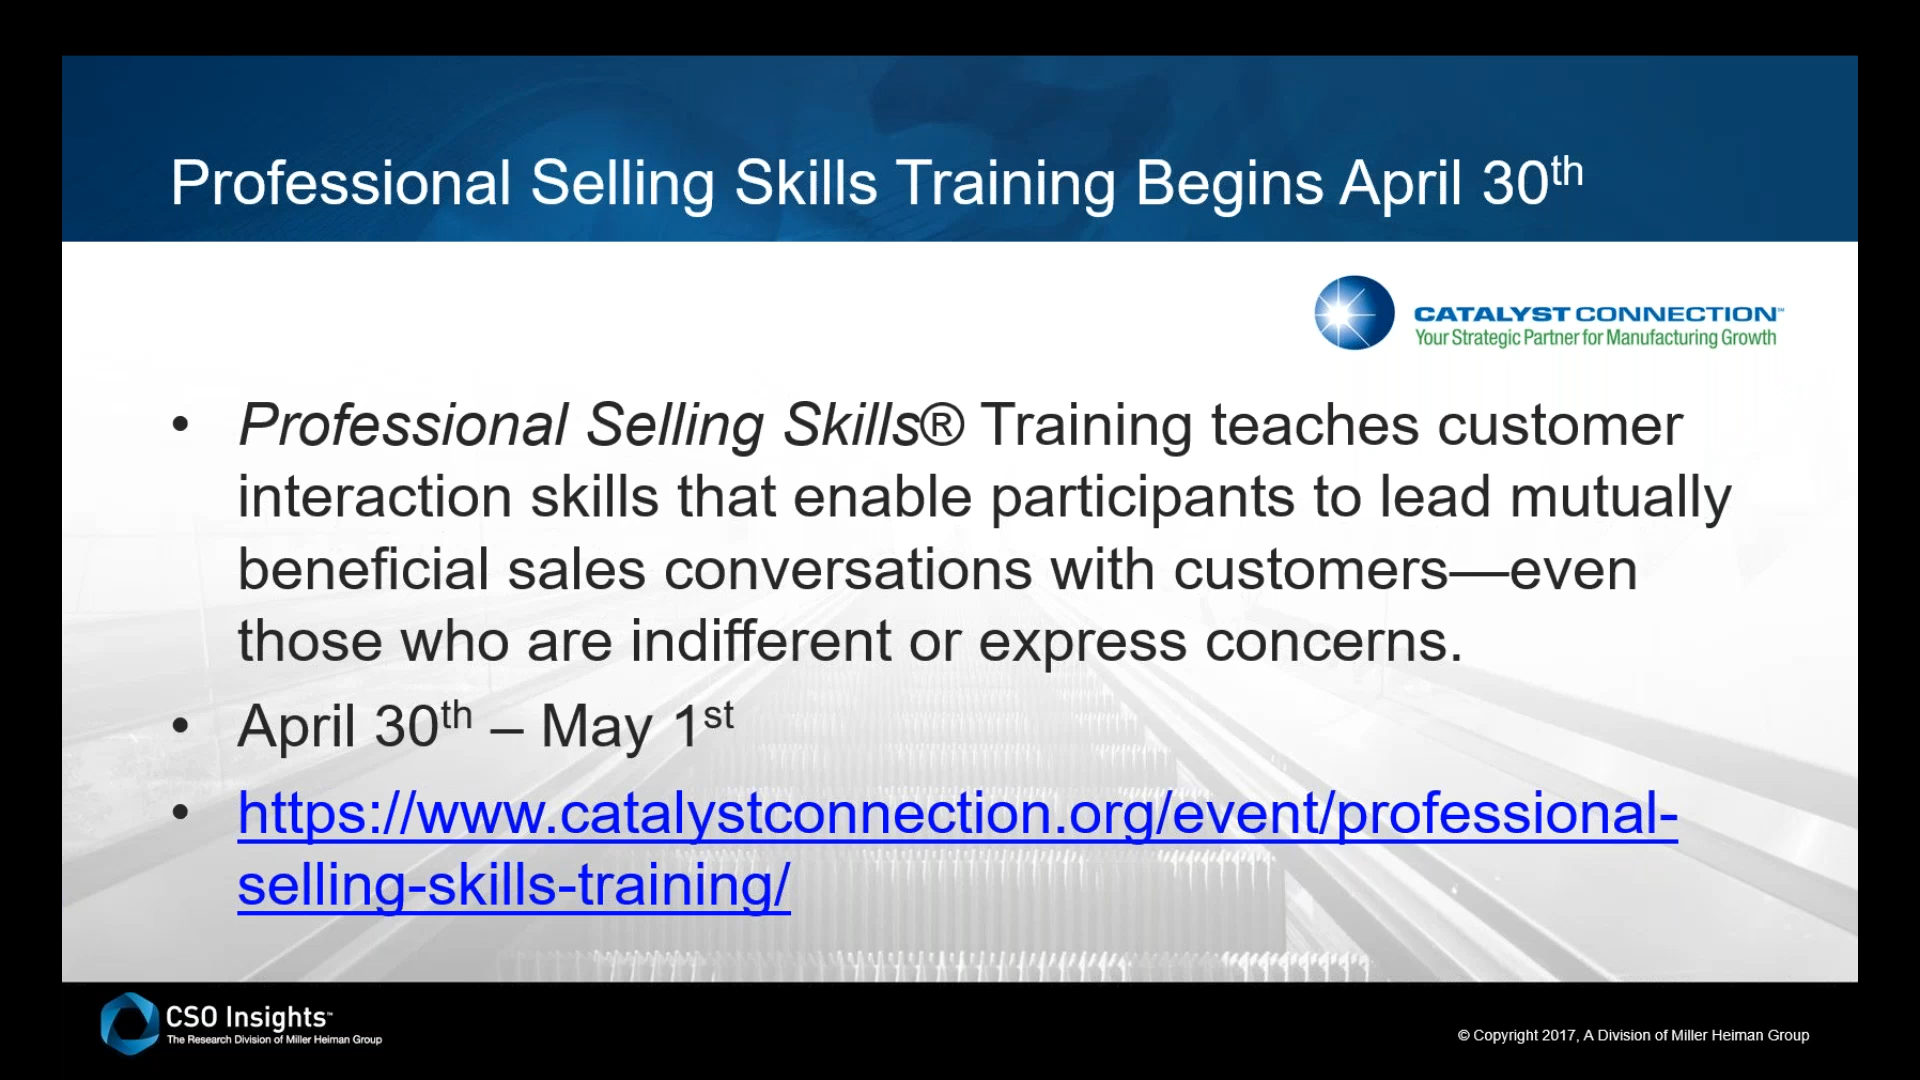 Professional Selling Skills Training Begins April 30th
CATALYST CONNECTION™
Your Strategic Partner for Manufacturing Growth
• Professional Selling Skills® Training teaches customer
interaction skills that enable participants to lead mutually
beneficial sales conversations with customers—even
those who are indifferent or express concerns.
• April 30th – May 1st
• https://www.catalystconnection.org/event/professional-
selling-skills-training/
CSO Insights™
The Research Division of Miller Heiman Group
© Copyright 2017, A Division of Miller Heiman Group